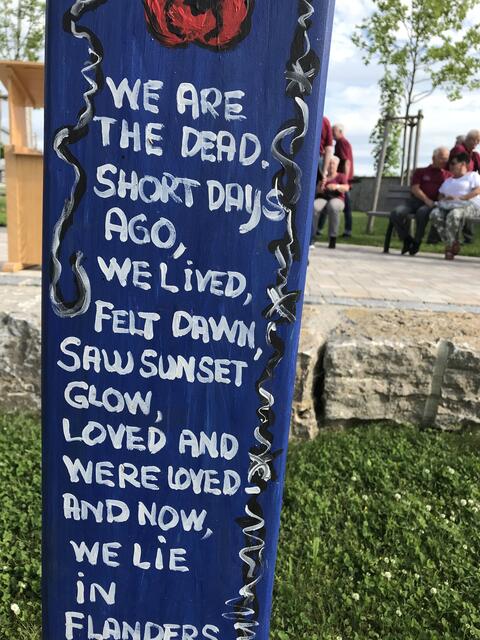 WE ARE
THE DEAD.
SHORT DAYS
AGO,
WE LIVED,
FELT DAWN,
SAW SUNSET
GLOW,
LOVED AND
WERE LOVED.
AND NOW,
WE LIE
IN
FLANDERS